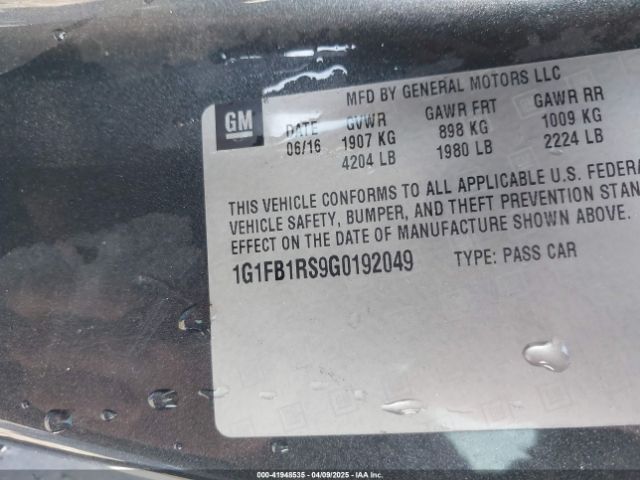 MFD BY GENERAL MOTORS LLC
GM
DATE GVWR GAWR FRT GAWR RR
06/16 1907 KG 898 KG 1009 KG
4204 LB 1980 LB 2224 LB
THIS VEHICLE CONFORMS TO ALL APPLICABLE U.S. FEDERA
VEHICLE SAFETY, BUMPER, AND THEFT PREVENTION STAN
EFFECT ON THE DATE OF MANUFACTURE SHOWN ABOVE.
1G1FB1RS9G0192049 TYPE: PASS CAR
000-41948535 - 04/09/2025 - IAAI.COM